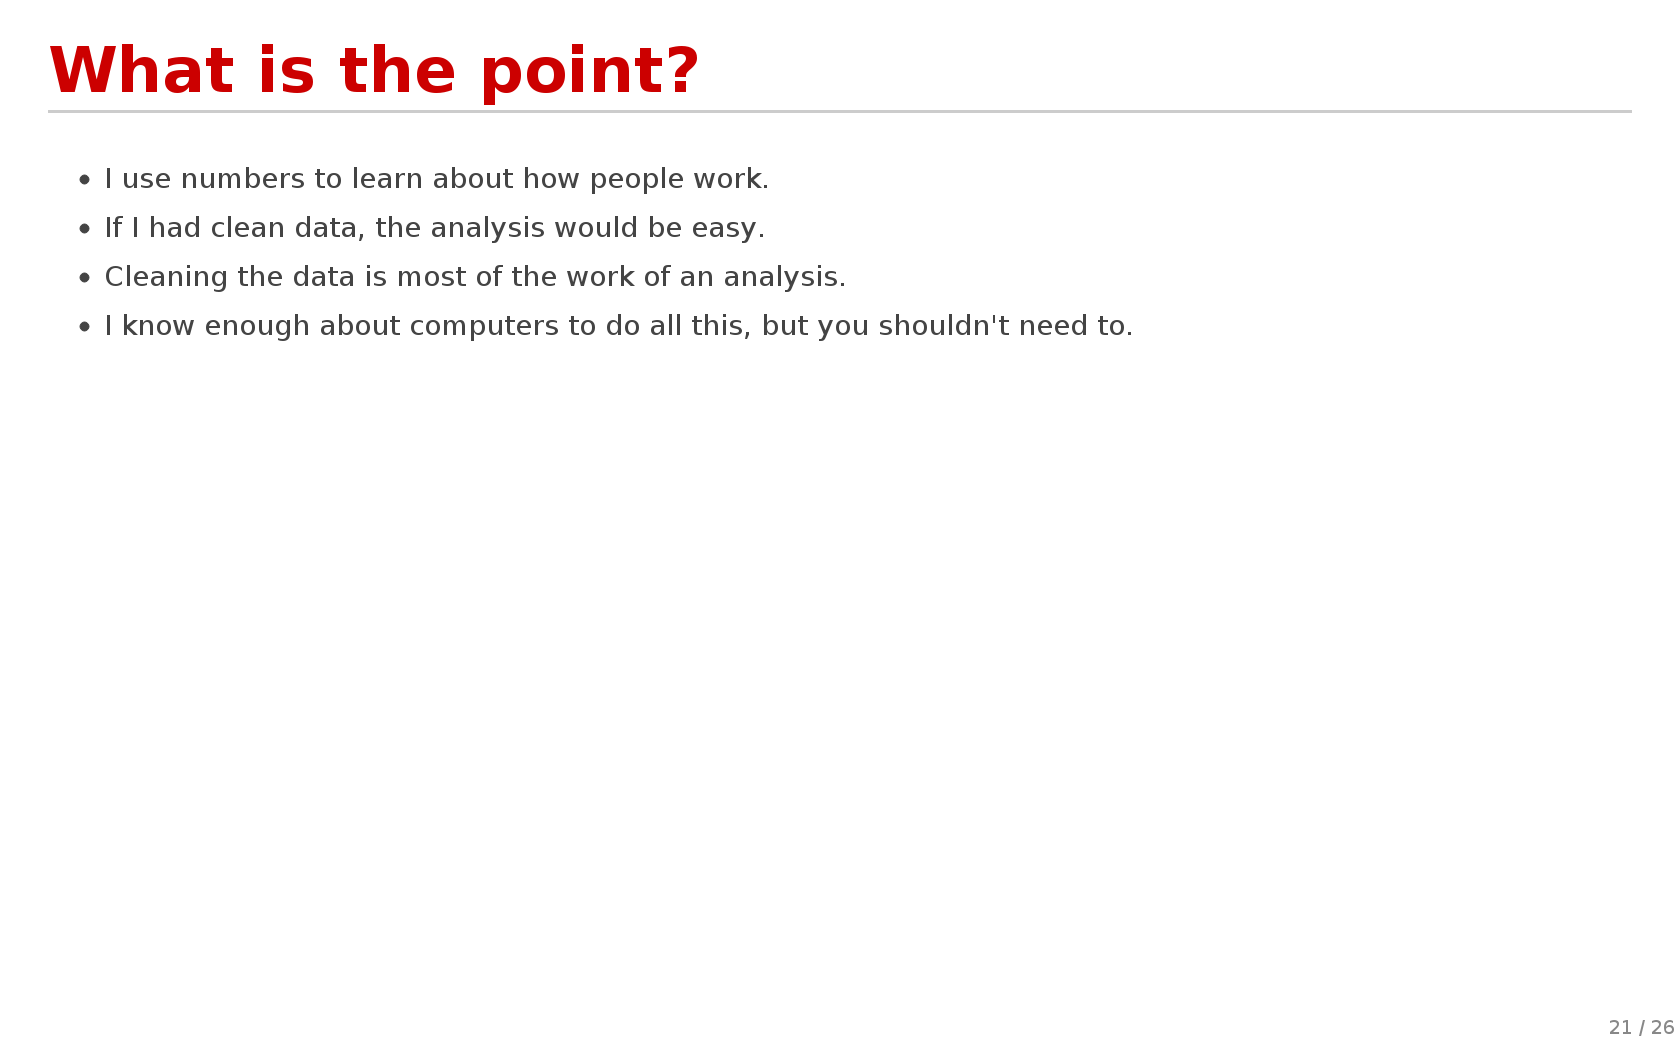 What is the point?
• I use numbers to learn about how people work.
• If I had clean data, the analysis would be easy.
• Cleaning the data is most of the work of an analysis.
• I know enough about computers to do all this, but you shouldn't need to.
21 / 26